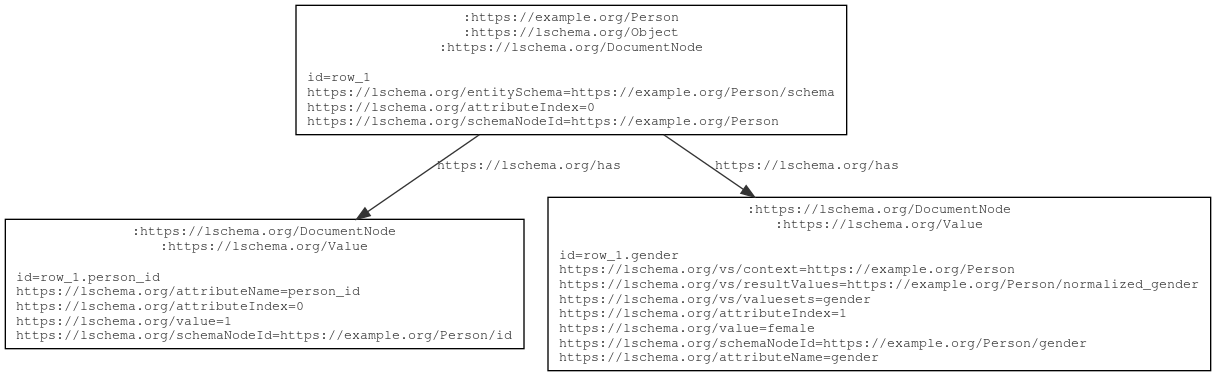 :https://example.org/Person
:https://lschema.org/Object
:https://lschema.org/DocumentNode
id=row_1
https://lschema.org/entitySchema=https://example.org/Person/schema
https://lschema.org/attributeIndex=0
https://lschema.org/schemaNodeId=https://example.org/Person
https://lschema.org/has
https://lschema.org/has
:https://lschema.org/DocumentNode
:https://lschema.org/Value
id=row_1.person_id
https://lschema.org/attributeName=person_id
https://lschema.org/attributeIndex=0
https://lschema.org/value=1
https://lschema.org/schemaNodeId=https://example.org/Person/id
:https://lschema.org/DocumentNode
:https://lschema.org/Value
id=row_1.gender
https://lschema.org/vs/context=https://example.org/Person
https://lschema.org/vs/resultValues=https://example.org/Person/normalized_gender
https://lschema.org/vs/valuesets=gender
https://lschema.org/attributeIndex=1
https://lschema.org/value=female
https://lschema.org/schemaNodeId=https://example.org/Person/gender
https://lschema.org/attributeName=gender